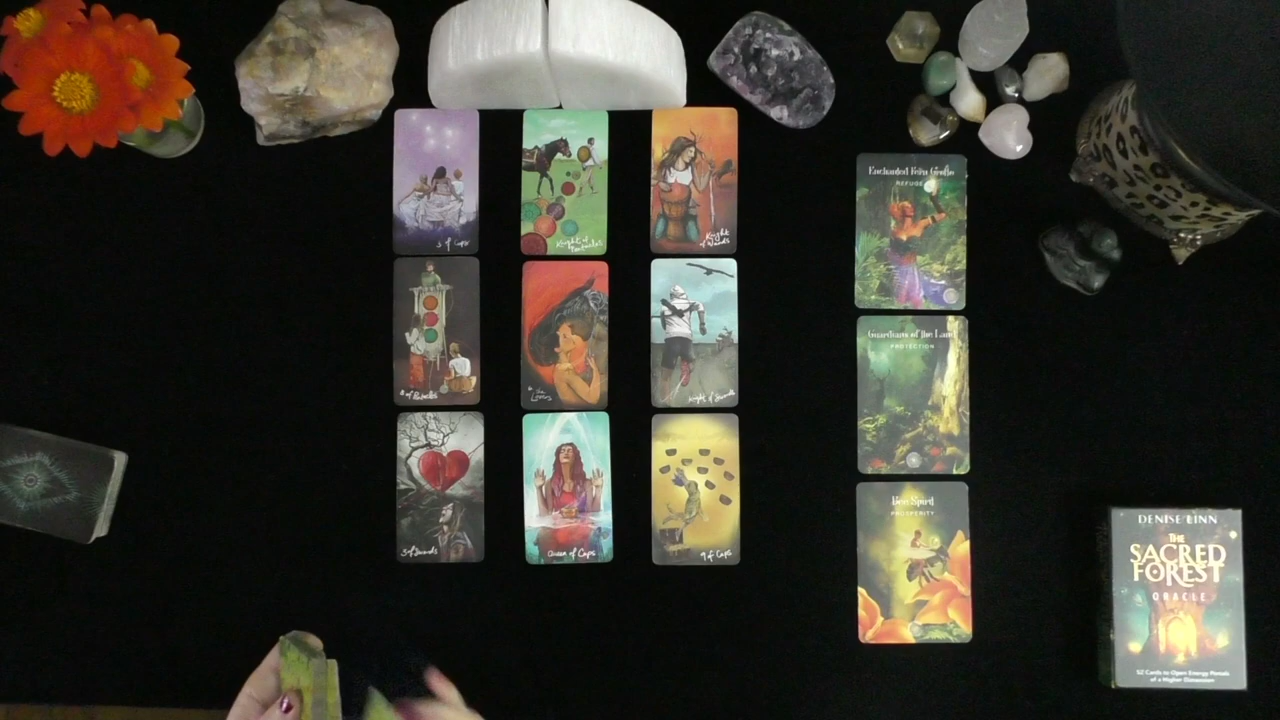 3 of Cups
Knight of
Pentacles
Knight of
Wands
8 of Pentacles
6 The
Lovers
Knight of Swords
3 of Swords
Queen of Cups
9 of Cups
Enchanted Fern Grotto
REFUGE
Guardians of the Land
PROTECTION
Bee Spirit
PROSPERITY
DENISE LINN
THE
SACRED
FOREST
ORACLE
52 Cards to Open Energy Portals
of a Higher Dimension